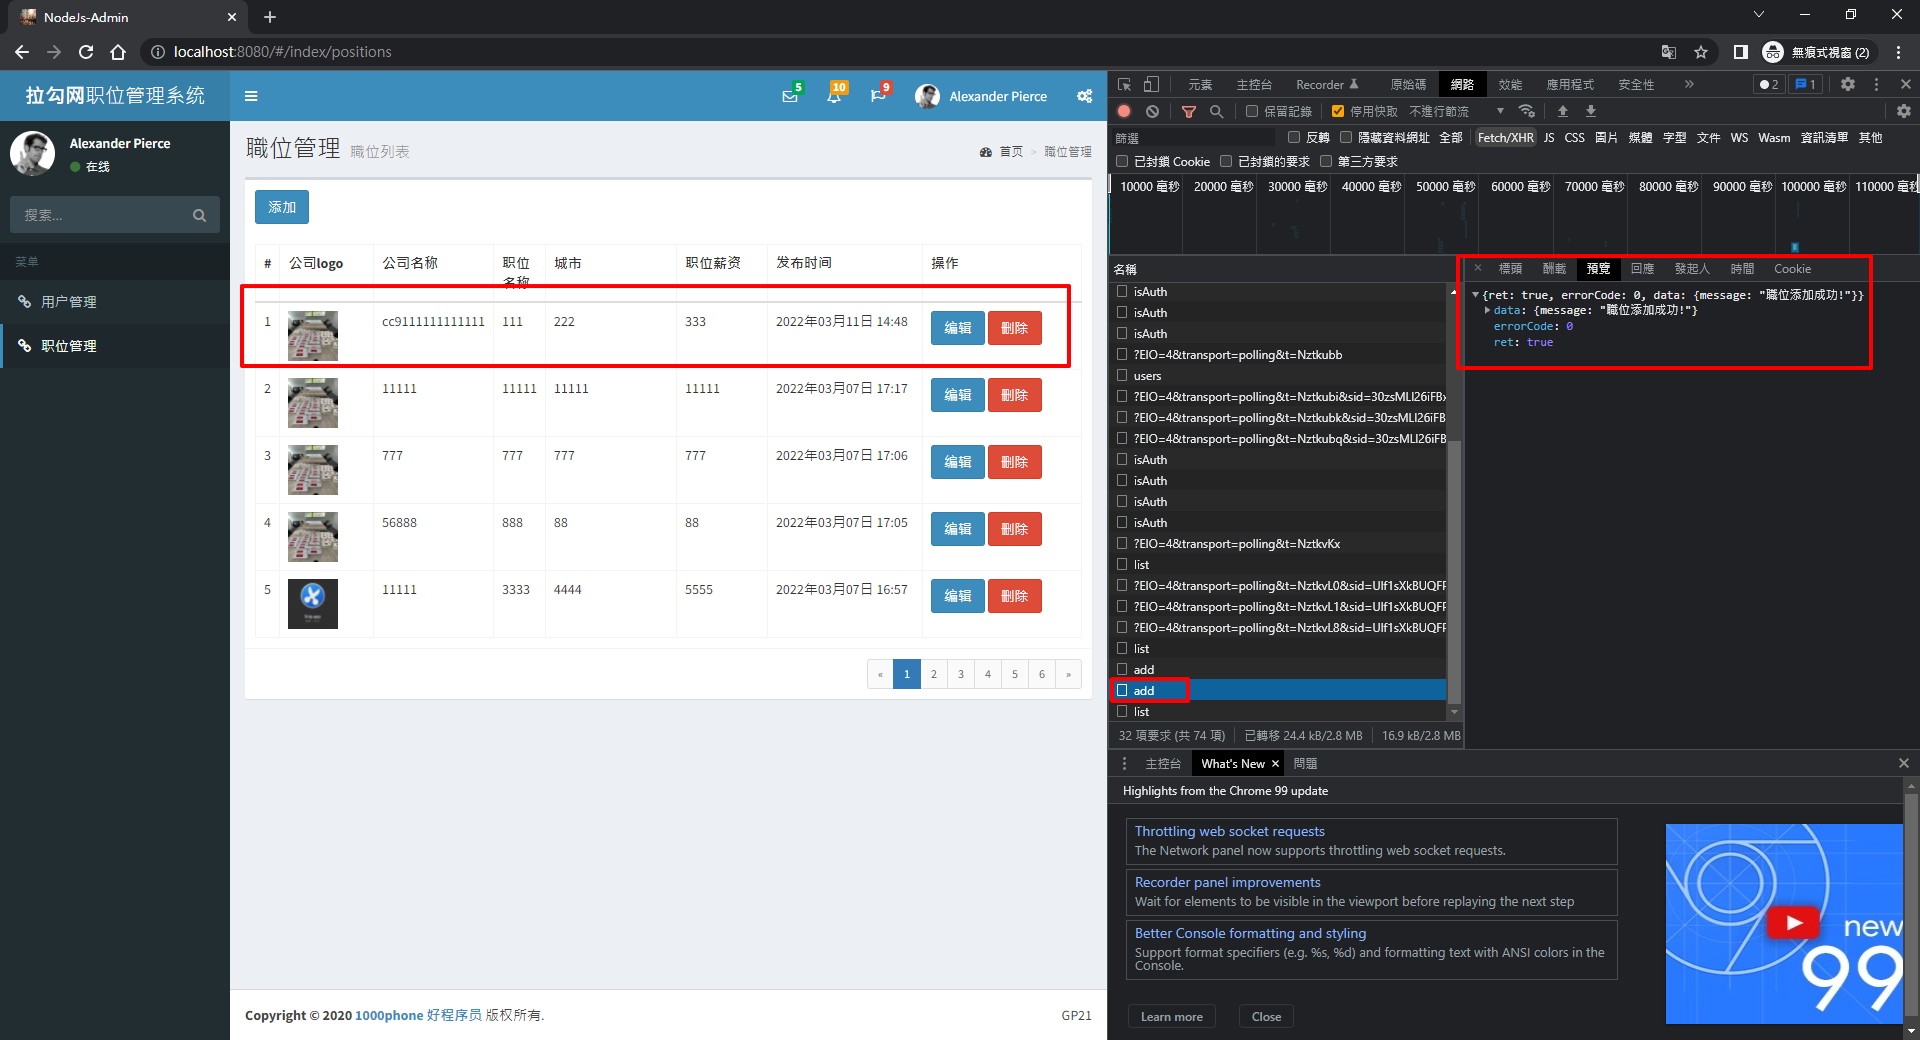 NodeJs-Admin
localhost:8080/#/index/positions
無痕式視窗 (2)
拉勾网职位管理系统
5
10
9
Alexander Pierce
Alexander Pierce
在线
搜索...
菜单
用户管理
职位管理
職位管理 職位列表
首页 > 職位管理
添加
# 公司logo 公司名称 职位名称 城市 职位薪资 发布时间 操作
1 cc9111111111111 111 222 333 2022年03月11日 14:48 编辑 删除
2 11111 11111 11111 11111 2022年03月07日 17:17 编辑 删除
3 777 777 777 777 2022年03月07日 17:06 编辑 删除
4 56888 888 88 88 2022年03月07日 17:05 编辑 删除
5 11111 3333 4444 5555 2022年03月07日 16:57 编辑 删除
« 1 2 3 4 5 6 »
Copyright © 2020 1000phone 好程序员 版权所有.
GP21
元素 主控台 Recorder 原始碼 網路 效能 應用程式 安全性 » 2 1
保留記錄 停用快取 不進行節流
篩選 反轉 隱藏資料網址 全部 Fetch/XHR JS CSS 圖片 媒體 字型 文件 WS Wasm 資訊清單 其他
已封鎖 Cookie 已封鎖的要求 第三方要求
10000 毫秒 20000 毫秒 30000 毫秒 40000 毫秒 50000 毫秒 60000 毫秒 70000 毫秒 80000 毫秒 90000 毫秒 100000 毫秒 110000 毫秒
名稱
isAuth
isAuth
isAuth
?EIO=4&transport=polling&t=Nztkubb
users
?EIO=4&transport=polling&t=Nztkubi&sid=30zsMLI26iFBx
?EIO=4&transport=polling&t=Nztkubk&sid=30zsMLI26iFB
?EIO=4&transport=polling&t=Nztkubq&sid=30zsMLI26iFB
isAuth
isAuth
isAuth
isAuth
?EIO=4&transport=polling&t=NztkvKx
list
?EIO=4&transport=polling&t=NztkvL0&sid=Ulf1sXkBUQFF
?EIO=4&transport=polling&t=NztkvL1&sid=Ulf1sXkBUQFF
?EIO=4&transport=polling&t=NztkvL8&sid=Ulf1sXkBUQFF
list
add
add
list
32 項要求 (共 74 項) 已轉移 24.4 kB/2.8 MB 16.9 kB/2.8 MB
標頭 酬載 預覽 回應 發起人 時間 Cookie
{ret: true, errorCode: 0, data: {message: "職位添加成功!"}}
data: {message: "職位添加成功!"}
errorCode: 0
ret: true
主控台 What's New 問題
Highlights from the Chrome 99 update
Throttling web socket requests
The Network panel now supports throttling web socket requests.
Recorder panel improvements
Wait for elements to be visible in the viewport before replaying the next step
Better Console formatting and styling
Support format specifiers (e.g. %s, %d) and formatting text with ANSI colors in the
Console.
Learn more
Close
new
99